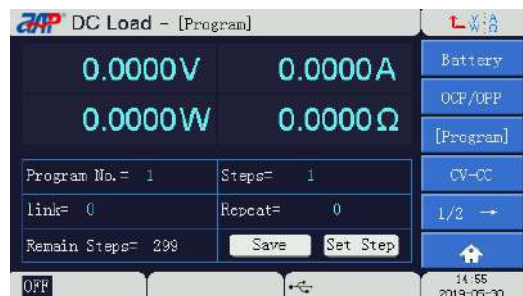 DC Load - [Program]
0.0000V 0.0000A
0.0000W 0.0000Ω
Program No.= 1 Steps= 1
link= 0 Repeat= 0
Remain Steps= 299 Save Set Step
Battery
OCP/OPP
[Program]
CV-CC
1/2 →
OFF
14:55
2019-05-30